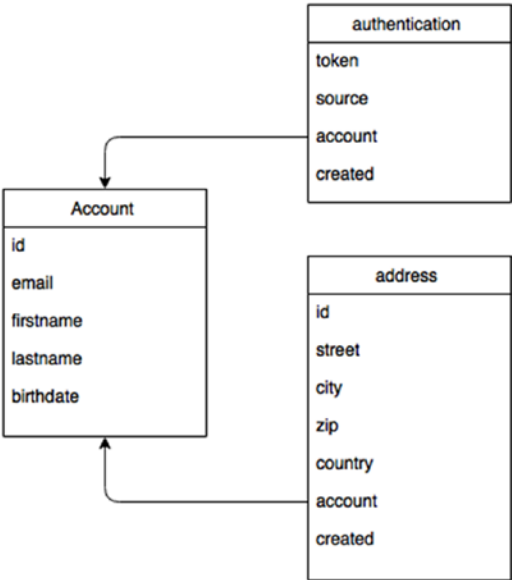 authentication
token
source
account
created
Account
id
email
firstname
lastname
birthdate
address
id
street
city
zip
country
account
created